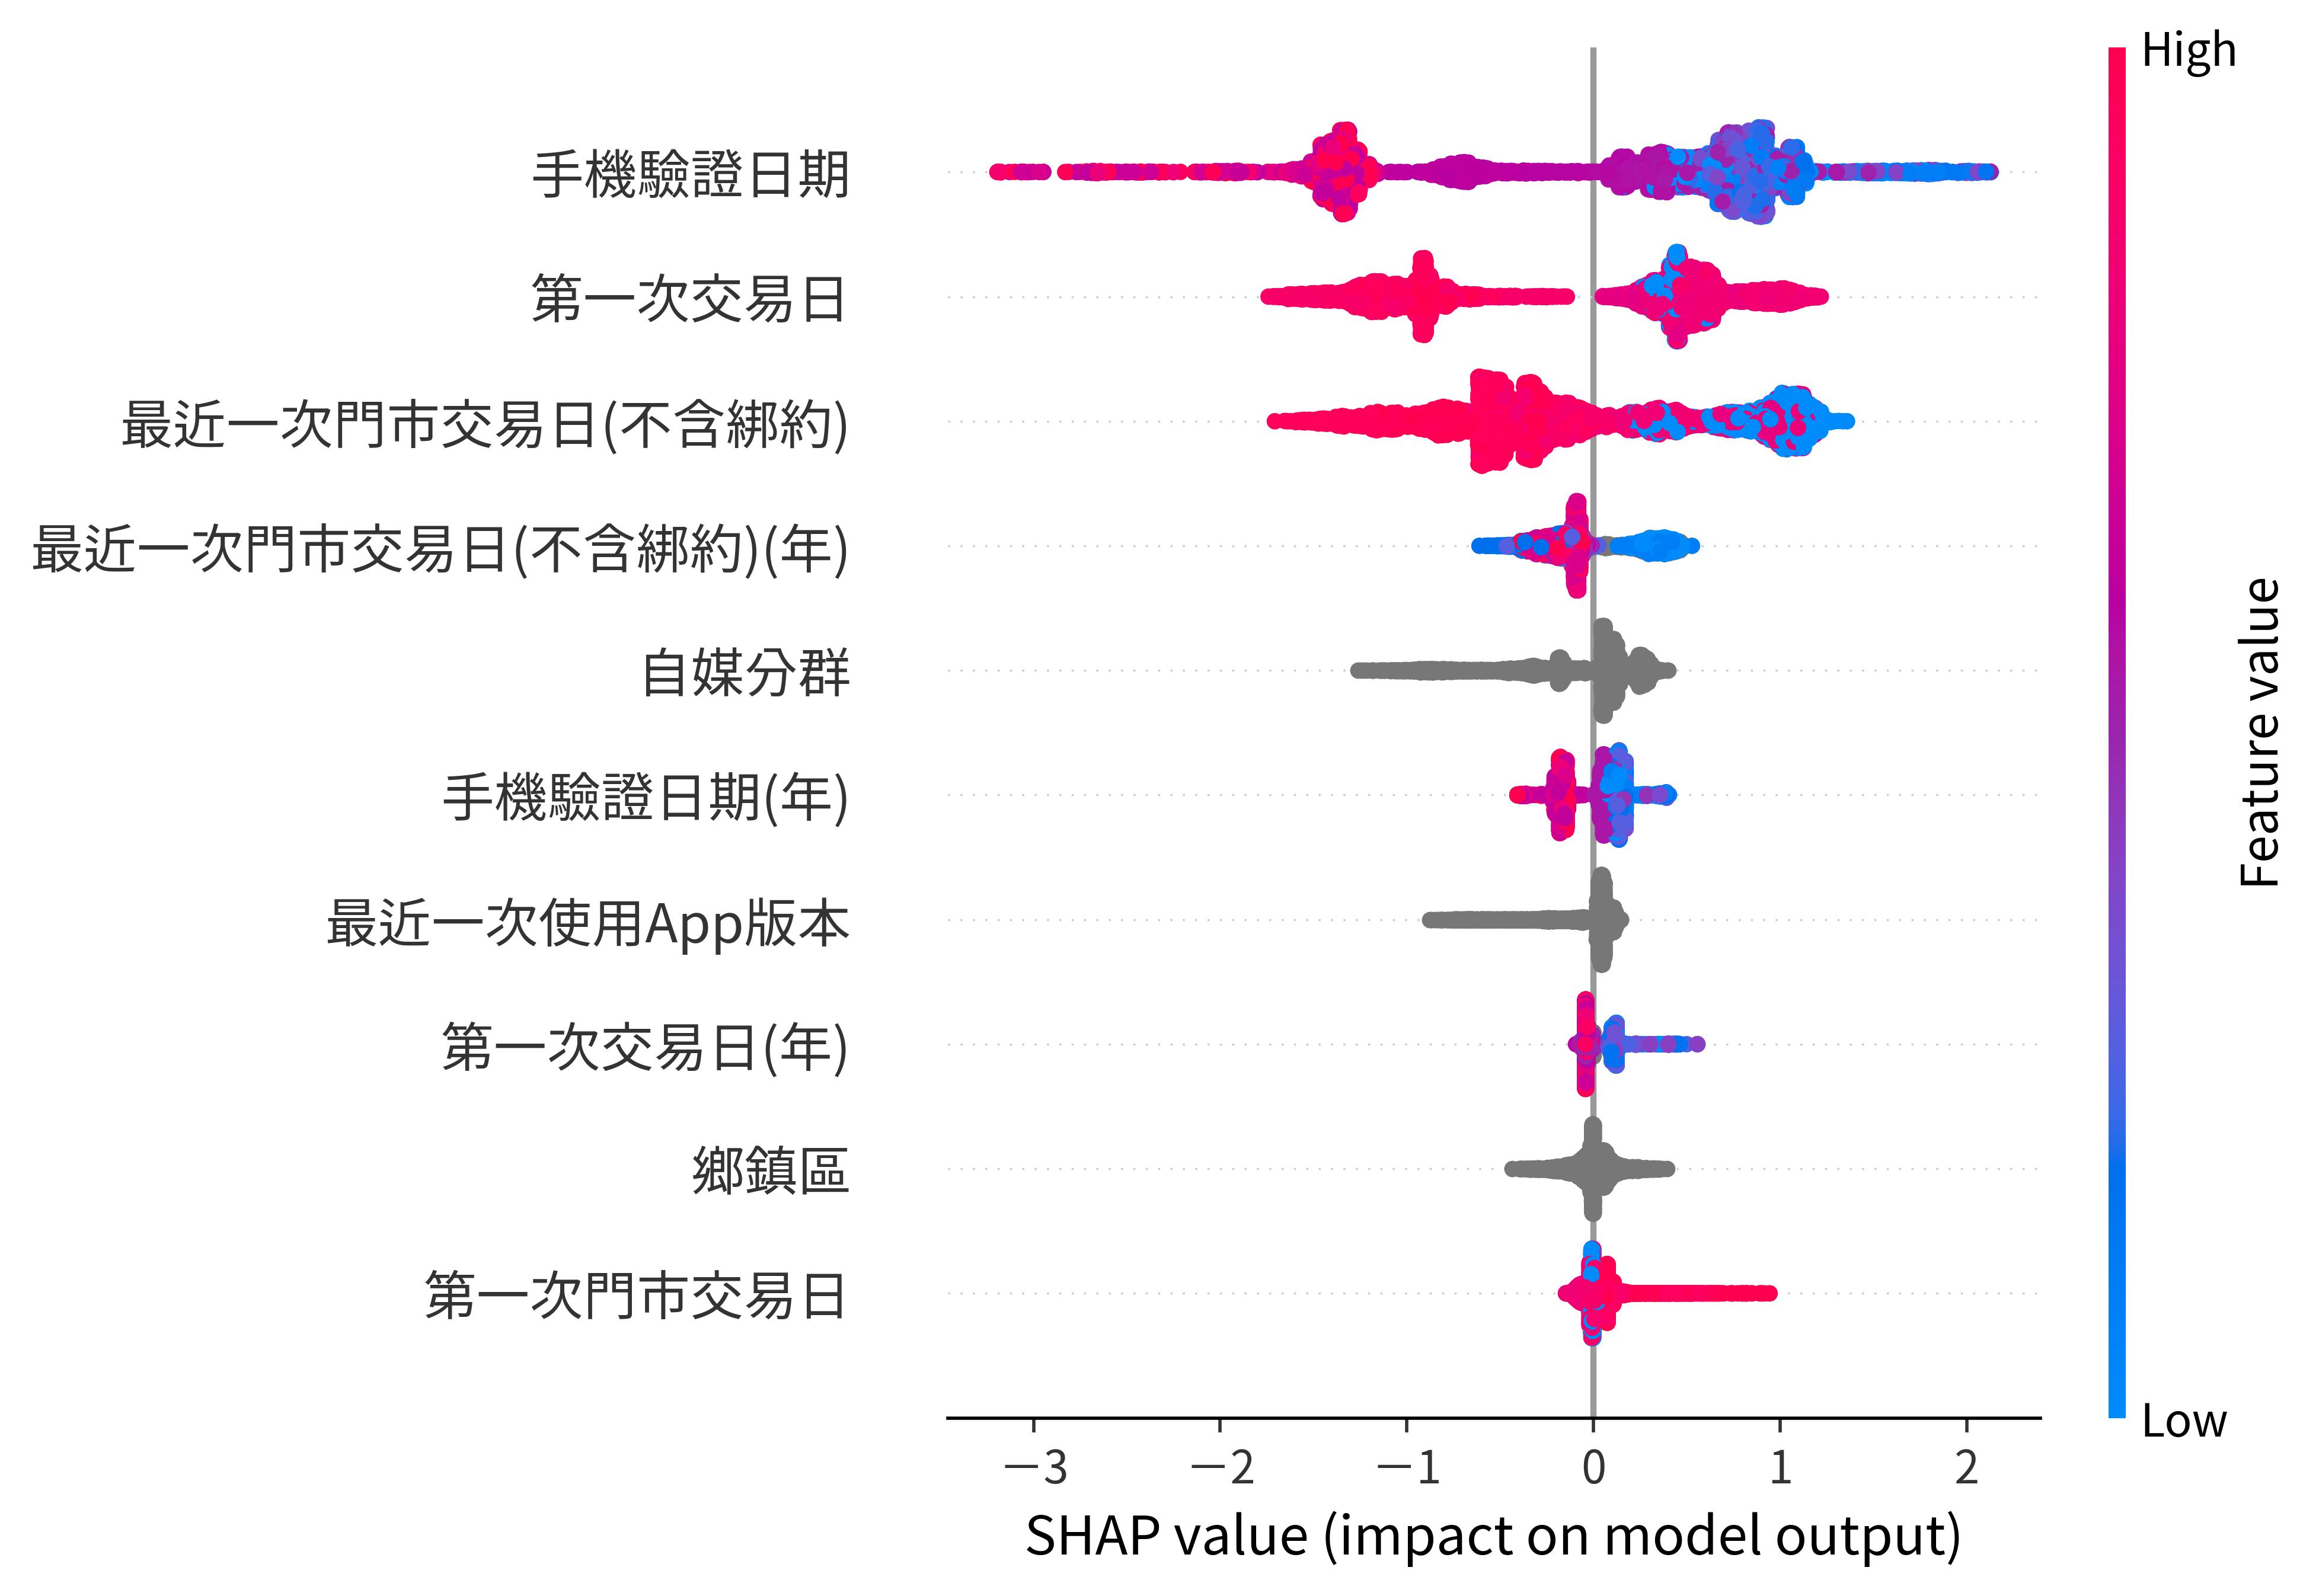 High
手機驗證日期
第一次交易日
最近一次門市交易日(不含綁約)
最近一次門市交易日(不含綁約)(年)
自媒分群
手機驗證日期(年)
最近一次使用App版本
第一次交易日(年)
鄉鎮區
第一次門市交易日
Feature value
Low
−3 −2 −1 0 1 2
SHAP value (impact on model output)